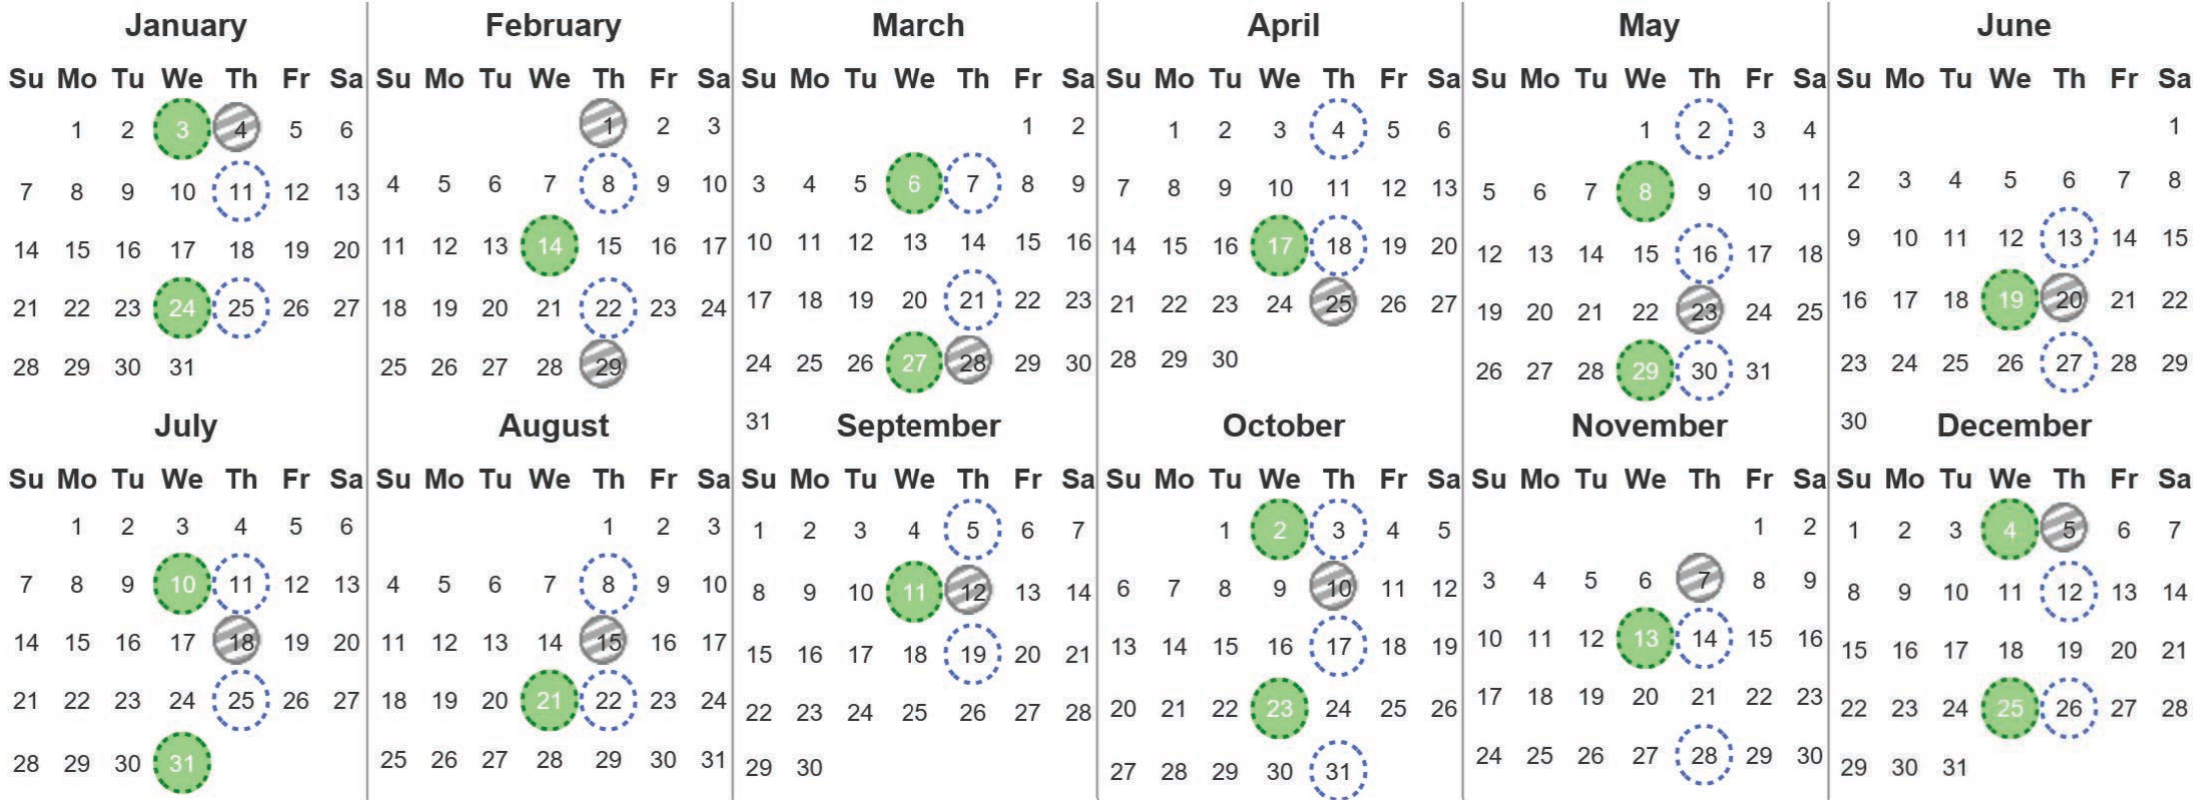 January
Su Mo Tu We Th Fr Sa
1 2 3 4 5 6
7 8 9 10 11 12 13
14 15 16 17 18 19 20
21 22 23 24 25 26 27
28 29 30 31
February
Su Mo Tu We Th Fr Sa
1 2 3
4 5 6 7 8 9 10
11 12 13 14 15 16 17
18 19 20 21 22 23 24
25 26 27 28 29
March
Su Mo Tu We Th Fr Sa
1 2
3 4 5 6 7 8 9
10 11 12 13 14 15 16
17 18 19 20 21 22 23
24 25 26 27 28 29 30
31
April
Su Mo Tu We Th Fr Sa
1 2 3 4 5 6
7 8 9 10 11 12 13
14 15 16 17 18 19 20
21 22 23 24 25 26 27
28 29 30
May
Su Mo Tu We Th Fr Sa
1 2 3 4
5 6 7 8 9 10 11
12 13 14 15 16 17 18
19 20 21 22 23 24 25
26 27 28 29 30 31
June
Su Mo Tu We Th Fr Sa
1
2 3 4 5 6 7 8
9 10 11 12 13 14 15
16 17 18 19 20 21 22
23 24 25 26 27 28 29
30
July
Su Mo Tu We Th Fr Sa
1 2 3 4 5 6
7 8 9 10 11 12 13
14 15 16 17 18 19 20
21 22 23 24 25 26 27
28 29 30 31
August
Su Mo Tu We Th Fr Sa
1 2 3
4 5 6 7 8 9 10
11 12 13 14 15 16 17
18 19 20 21 22 23 24
25 26 27 28 29 30 31
September
Su Mo Tu We Th Fr Sa
1 2 3 4 5 6 7
8 9 10 11 12 13 14
15 16 17 18 19 20 21
22 23 24 25 26 27 28
29 30
October
Su Mo Tu We Th Fr Sa
1 2 3 4 5
6 7 8 9 10 11 12
13 14 15 16 17 18 19
20 21 22 23 24 25 26
27 28 29 30 31
November
Su Mo Tu We Th Fr Sa
1 2
3 4 5 6 7 8 9
10 11 12 13 14 15 16
17 18 19 20 21 22 23
24 25 26 27 28 29 30
December
Su Mo Tu We Th Fr Sa
1 2 3 4 5 6 7
8 9 10 11 12 13 14
15 16 17 18 19 20 21
22 23 24 25 26 27 28
29 30 31